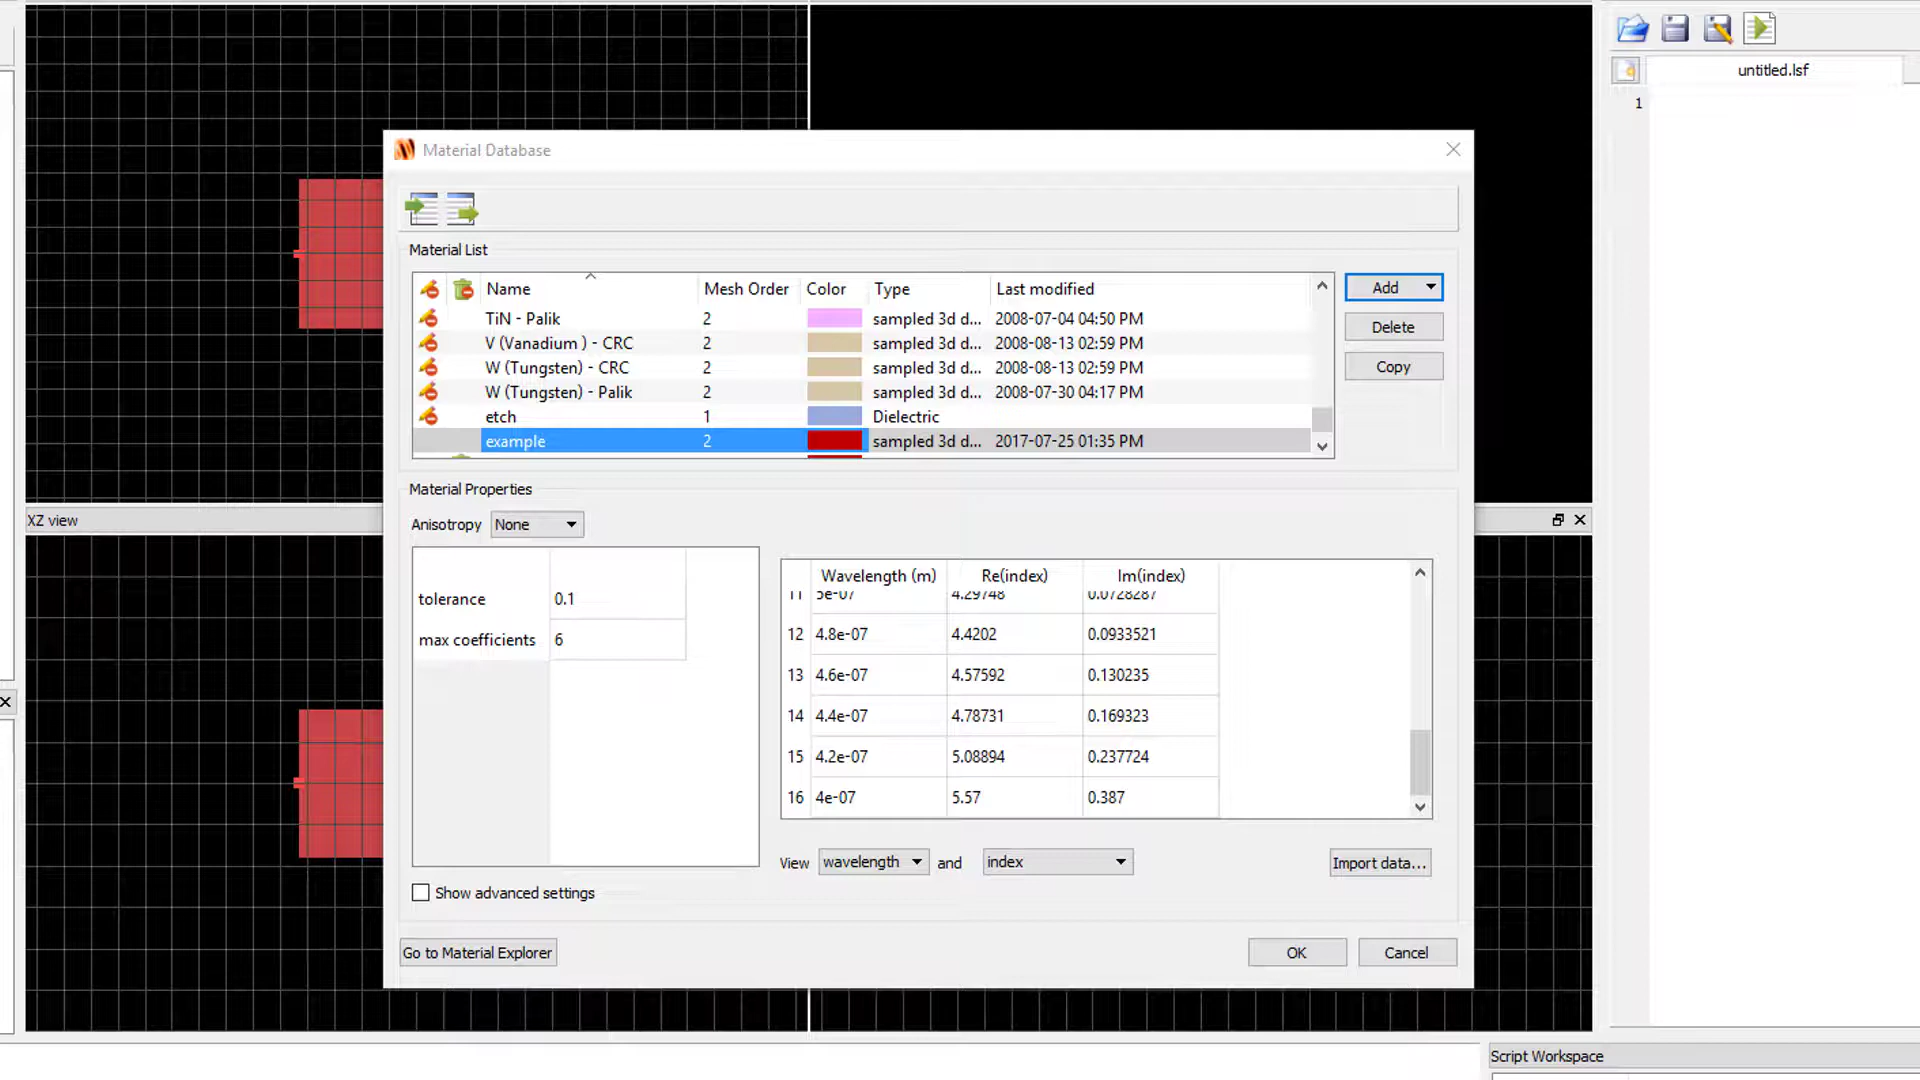 untitled.lsf
1
Material Database
Material List
Name Mesh Order Color Type Last modified
TiN - Palik 2 sampled 3d d... 2008-07-04 04:50 PM
V (Vanadium ) - CRC 2 sampled 3d d... 2008-08-13 02:59 PM
W (Tungsten) - CRC 2 sampled 3d d... 2008-08-13 02:59 PM
W (Tungsten) - Palik 2 sampled 3d d... 2008-07-30 04:17 PM
etch 1 Dielectric
example 2 sampled 3d d... 2017-07-25 01:35 PM
Add
Delete
Copy
Material Properties
XZ view
Anisotropy None
tolerance 0.1
max coefficients 6
Wavelength (m) Re(index) Im(index)
11 5e-07 4.29748 0.0728287
12 4.8e-07 4.4202 0.0933521
13 4.6e-07 4.57592 0.130235
14 4.4e-07 4.78731 0.169323
15 4.2e-07 5.08894 0.237724
16 4e-07 5.57 0.387
View wavelength and index Import data...
Show advanced settings
Go to Material Explorer OK Cancel
Script Workspace